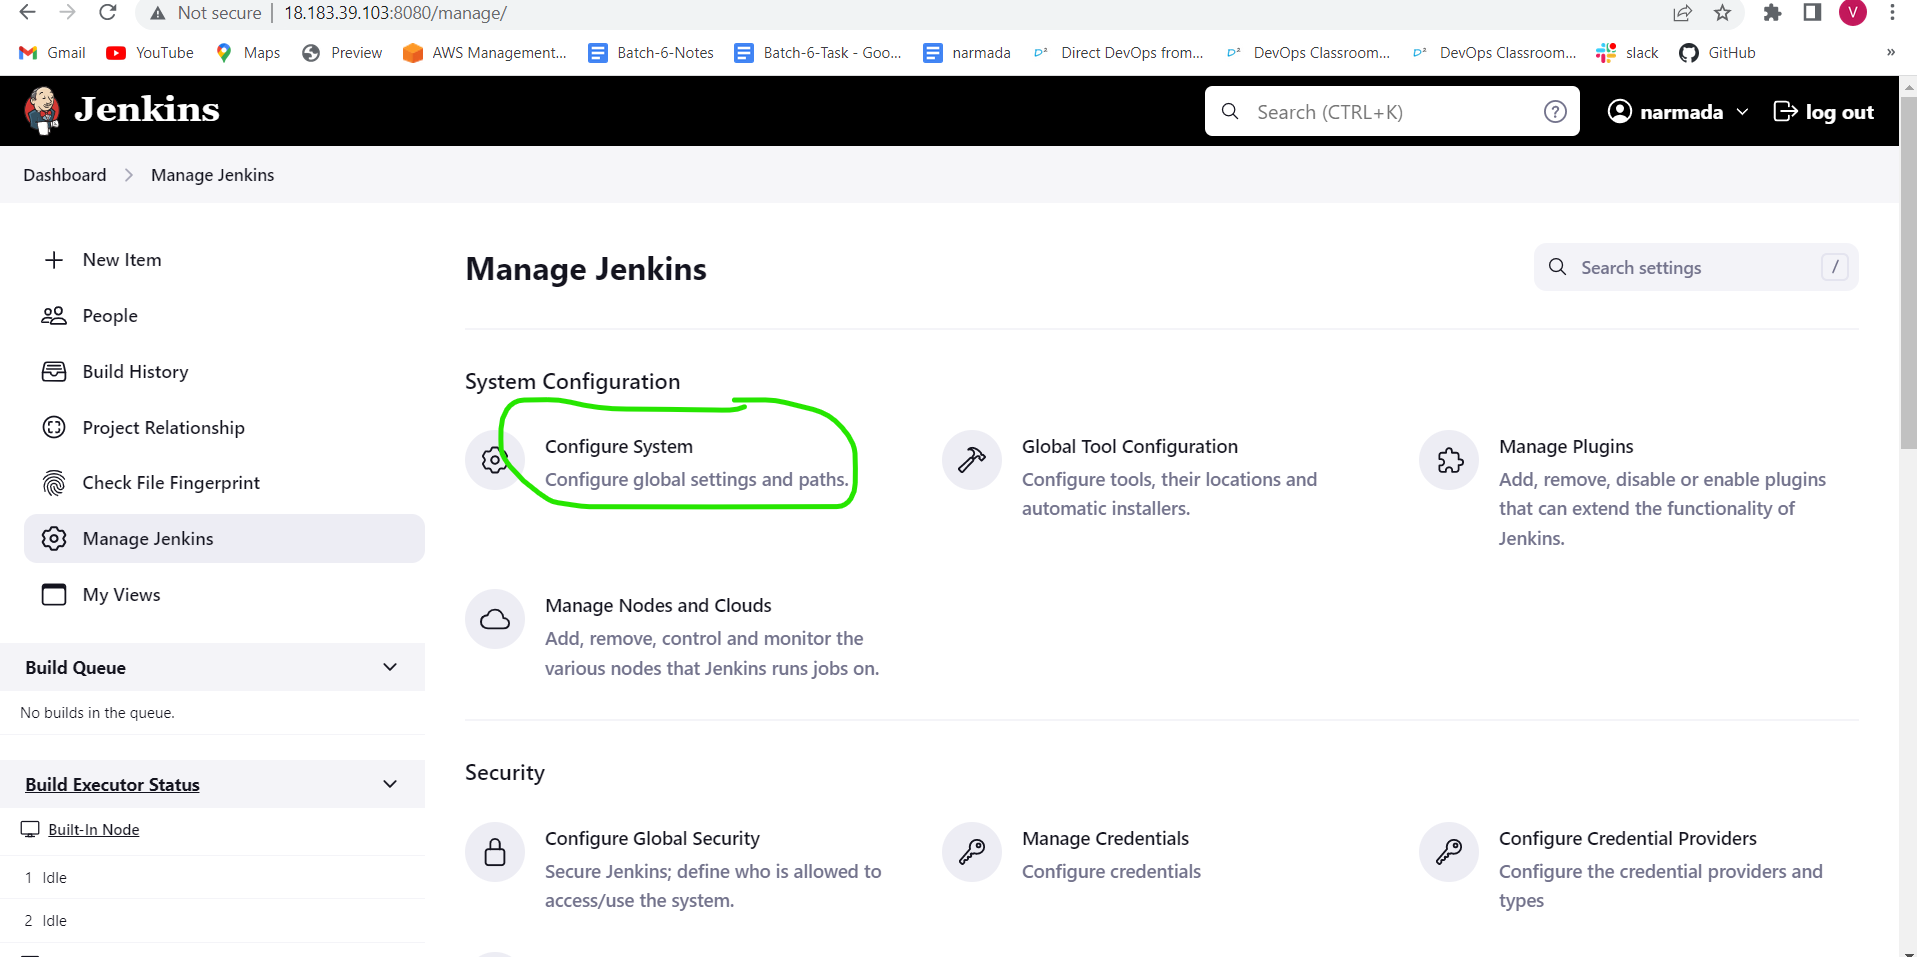 Not secure | 18.183.39.103:8080/manage/
V
Gmail YouTube Maps Preview AWS Management... Batch-6-Notes Batch-6-Task - Goo... narmada Direct DevOps from... DevOps Classroom... DevOps Classroom... slack GitHub »
Jenkins
Search (CTRL+K) ?
narmada
log out
Dashboard > Manage Jenkins
New Item
People
Build History
Project Relationship
Check File Fingerprint
Manage Jenkins
My Views
Build Queue
No builds in the queue.
Build Executor Status
Built-In Node
1 Idle
2 Idle
Manage Jenkins
Search settings /
System Configuration
Configure System
Configure global settings and paths.
Global Tool Configuration
Configure tools, their locations and
automatic installers.
Manage Plugins
Add, remove, disable or enable plugins
that can extend the functionality of
Jenkins.
Manage Nodes and Clouds
Add, remove, control and monitor the
various nodes that Jenkins runs jobs on.
Security
Configure Global Security
Secure Jenkins; define who is allowed to
access/use the system.
Manage Credentials
Configure credentials
Configure Credential Providers
Configure the credential providers and
types